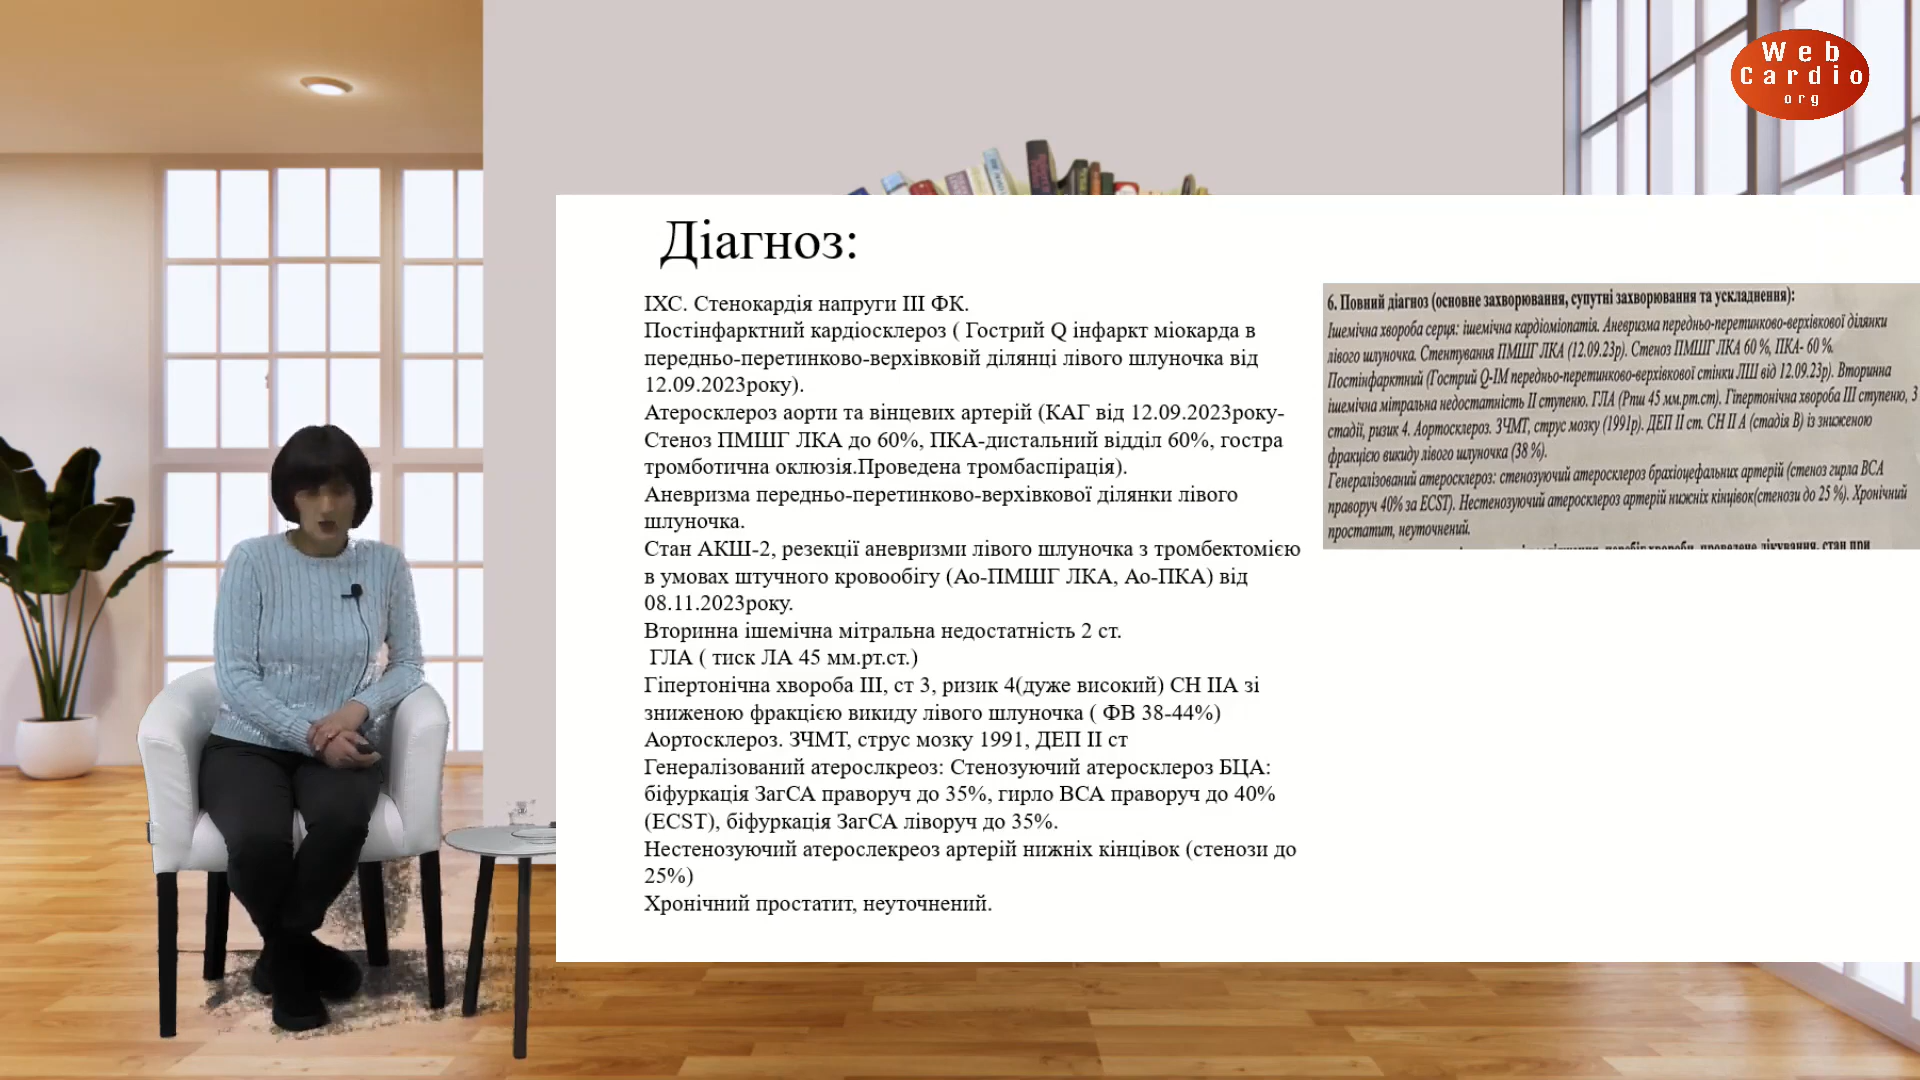 Web
Cardio
org
Діагноз:
ІХС. Стенокардія напруги ІІІ ФК.
Постінфарктний кардіосклероз ( Гострий Q інфаркт міокарда в
передньо-перетинково-верхівковій ділянці лівого шлуночка від
12.09.2023року).
Атеросклероз аорти та вінцевих артерій (КАГ від 12.09.2023року-
Стеноз ПМШГ ЛКА до 60%, ПКА-дистальний відділ 60%, гостра
тромботична оклюзія.Проведена тромбаспірація).
Аневризма передньо-перетинково-верхівкової ділянки лівого
шлуночка.
Стан АКШ-2, резекції аневризми лівого шлуночка з тромбектомією
в умовах штучного кровообігу (Ао-ПМШГ ЛКА, Ао-ПКА) від
08.11.2023року.
Вторинна ішемічна мітральна недостатність 2 ст.
ГЛА ( тиск ЛА 45 мм.рт.ст.)
Гіпертонічна хвороба ІІІ, ст 3, ризик 4(дуже високий) СН ІІА зі
зниженою фракцією викиду лівого шлуночка ( ФВ 38-44%)
Аортосклероз. ЗЧМТ, струс мозку 1991, ДЕП ІІ ст
Генералізований атерослкреоз: Стенозуючий атеросклероз БЦА:
біфуркація ЗагСА праворуч до 35%, гирло ВСА праворуч до 40%
(ECST), біфуркація ЗагСА ліворуч до 35%.
Нестенозуючий атерослекреоз артерій нижніх кінцівок (стенози до
25%)
Хронічний простатит, неуточнений.
6. Повний діагноз (основне захворювання, супутні захворювання та ускладнення):
Ішемічна хвороба серця: ішемічна кардіоміопатія. Аневризма передньо-перетинково-верхівкової ділянки
лівого шлуночка. Стентування ПМШГ ЛКА (12.09.23р). Стеноз ПМШГ ЛКА 60 %, ПКА- 60 %.
Постінфарктний (Гострий Q-ІМ передньо-перетинково-верхівкової стінки ЛШ від 12.09.23р). Вторинна
ішемічна мітральна недостатність ІІ ступеню. ГЛА (Рпш 45 мм.рт.ст). Гіпертонічна хвороба ІІІ ступеню, 3
стадії, ризик 4. Аортосклероз. ЗЧМТ, струс мозку (1991р). ДЕП ІІ ст. СН ІІ А (стадія В) із зниженою
фракцією викиду лівого шлуночка (38 %).
Генералізований атеросклероз: стенозуючий атеросклероз брахіоцефальних артерій (стеноз гирла ВСА
праворуч 40% за ECST). Нестенозуючий атеросклероз артерій нижніх кінцівок(стенози до 25 %). Хронічний
простатит, неуточнений.